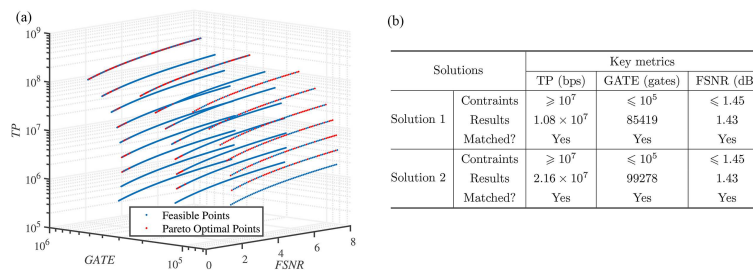 (a)
10^9
10^8
10^7
10^6
10^5
TP
10^6
GATE
10^5
0
2
4
6
8
FSNR
Feasible Points
Pareto Optimal Points
(b)
Solutions Key metrics
TP (bps) GATE (gates) FSNR (dB
Solution 1
Contraints ⩾ 10^7 ⩽ 10^5 ⩽ 1.45
Results 1.08 × 10^7 85419 1.43
Matched? Yes Yes Yes
Solution 2
Contraints ⩾ 10^7 ⩽ 10^5 ⩽ 1.45
Results 2.16 × 10^7 99278 1.43
Matched? Yes Yes Yes